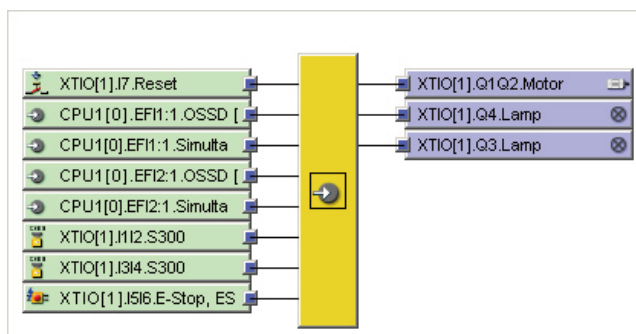 XTIO[1].I7.Reset
CPU1[0].EFI1:1.OSSD [
CPU1[0].EFI1:1.Simulta
CPU1[0].EFI2:1.OSSD [
CPU1[0].EFI2:1.Simulta
XTIO[1].I1I2.S300
XTIO[1].I3I4.S300
XTIO[1].I5I6.E-Stop, ES
XTIO[1].Q1Q2.Motor
XTIO[1].Q4.Lamp
XTIO[1].Q3.Lamp